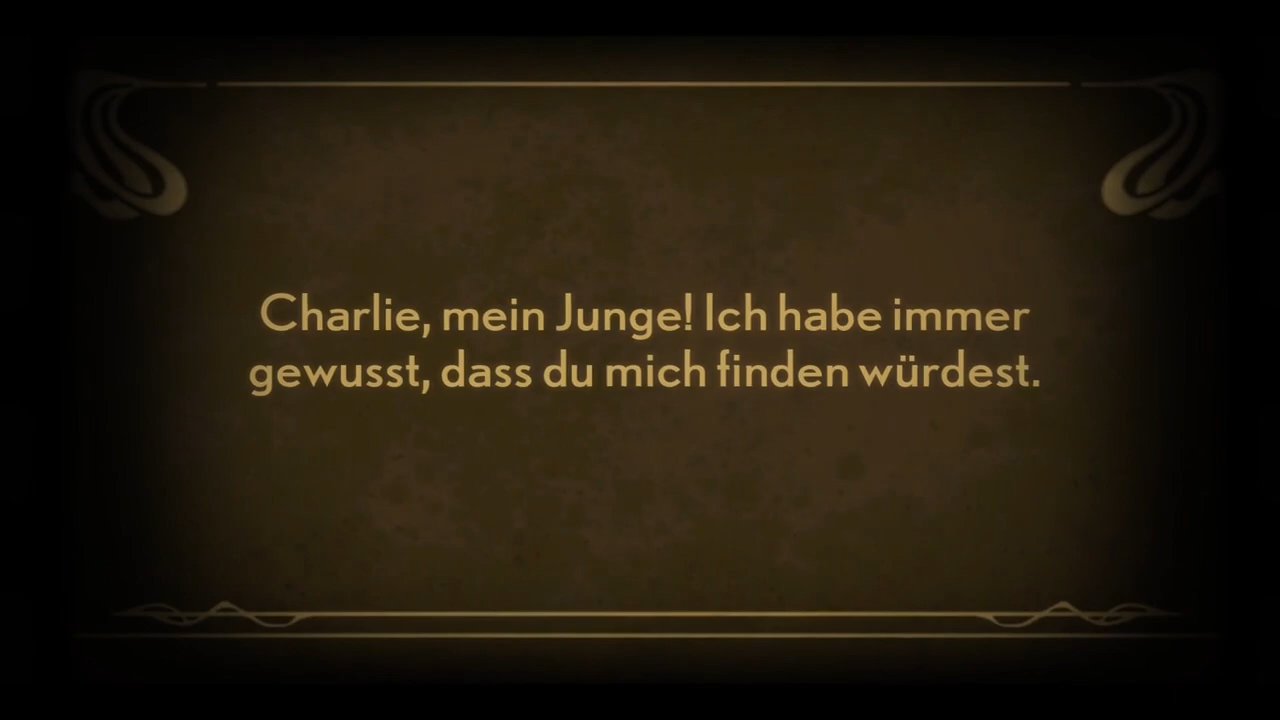 Charlie, mein Junge! Ich habe immer
gewusst, dass du mich finden würdest.